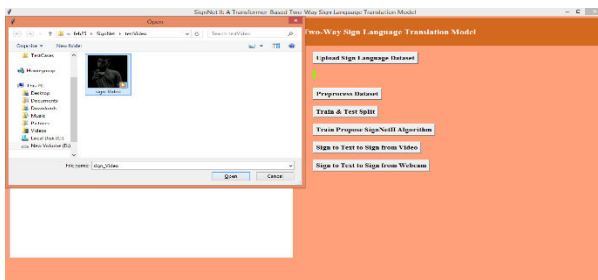 SignNet II: A Transformer Based Two-Way Sign Language Translation Model
Open
Two-Way Sign Language Translation Model
« feb21 › SignNet › testVideo
Search testVideo
Organize
New folder
TestCases
Homegroup
This PC
Desktop
Documents
Downloads
Music
Pictures
Videos
Local Disk (C:)
New Volume (E:)
sign_Video
File name: sign_Video
Open
Cancel
Upload Sign Language Dataset
Preprocess Dataset
Train & Test Split
Train Propose SignNetII Algorithm
Sign to Text to Sign from Video
Sign to Text to Sign from Webcam